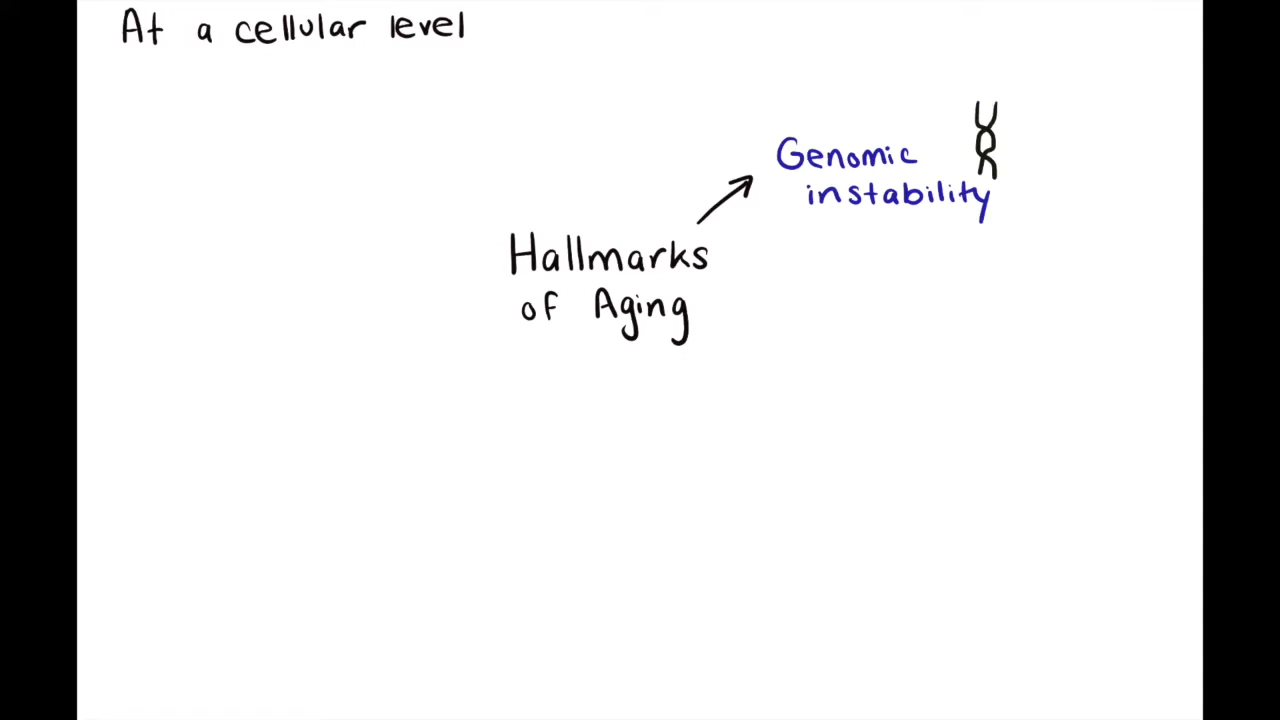 At a cellular level
Genomic
instability
Hallmarks
of Aging